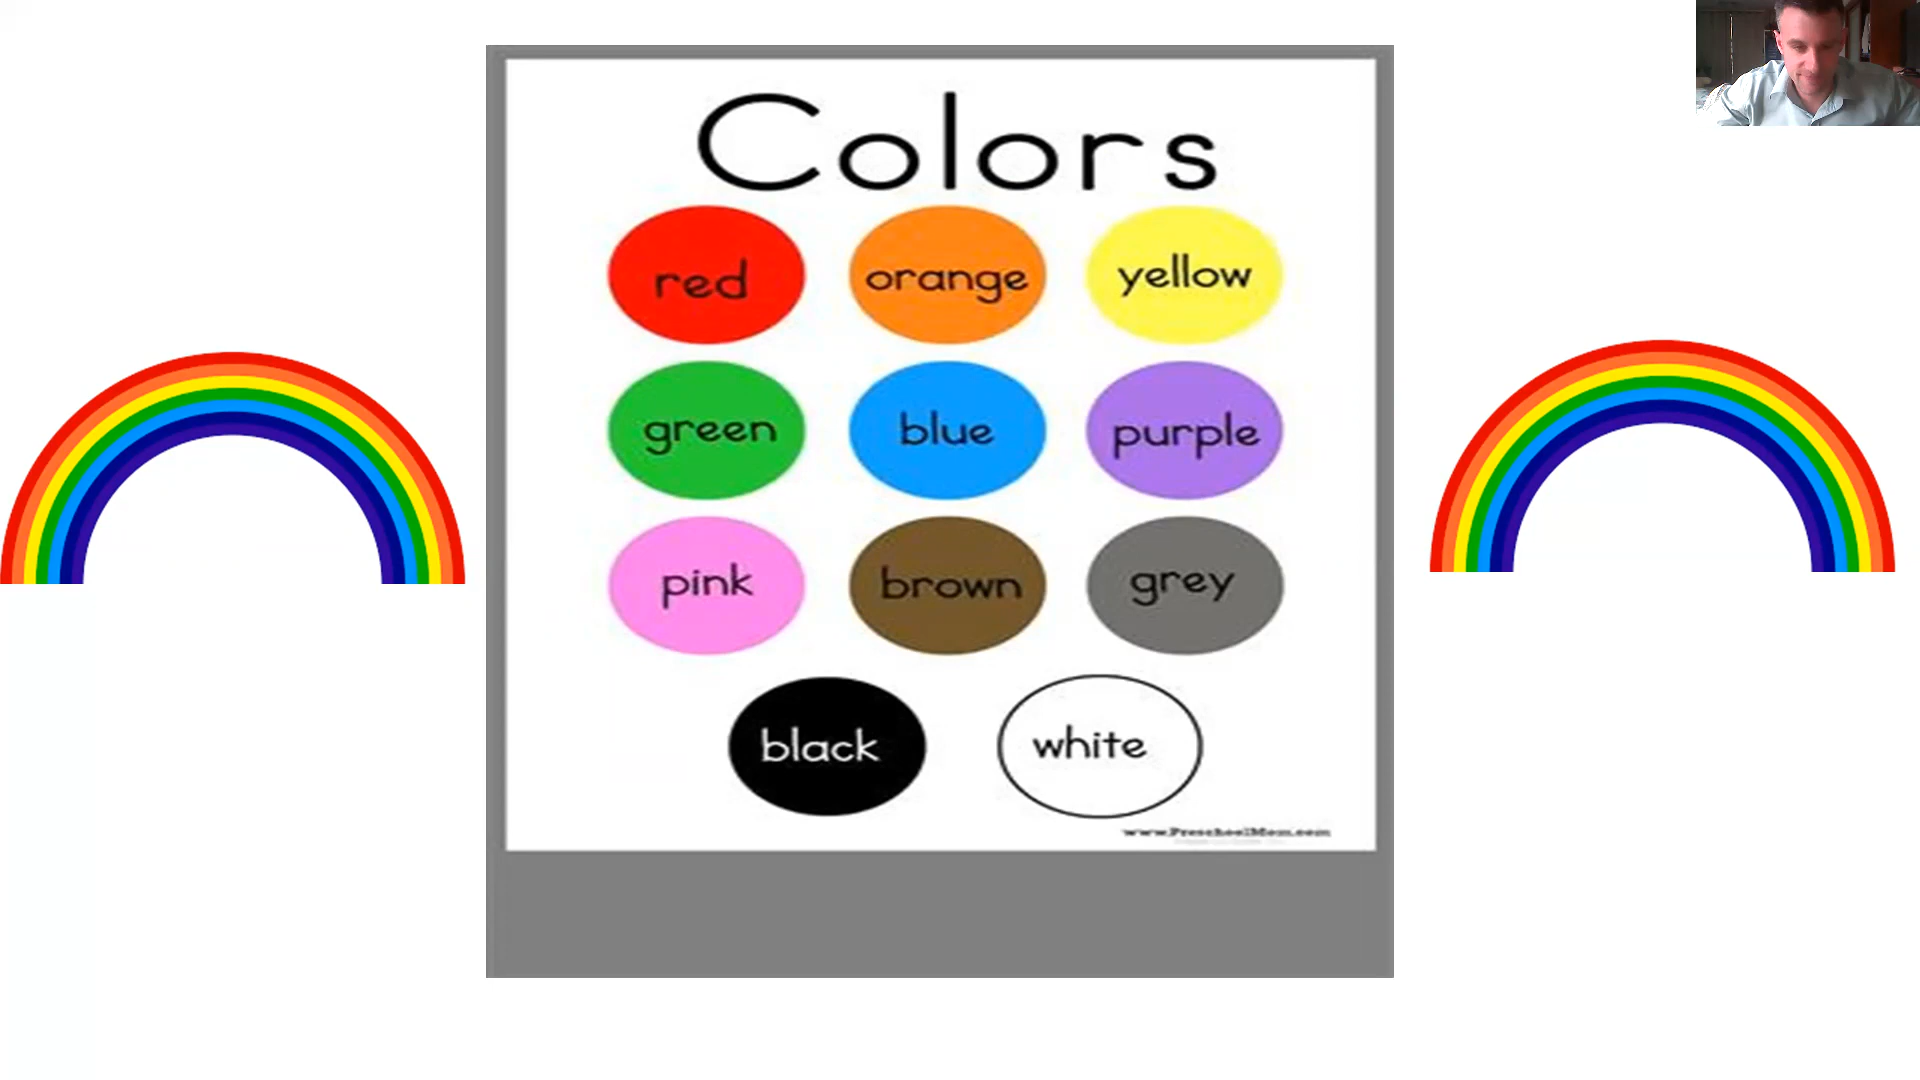 Colors
red orange yellow
green blue purple
pink brown grey
black white
www.PreschoolMom.com